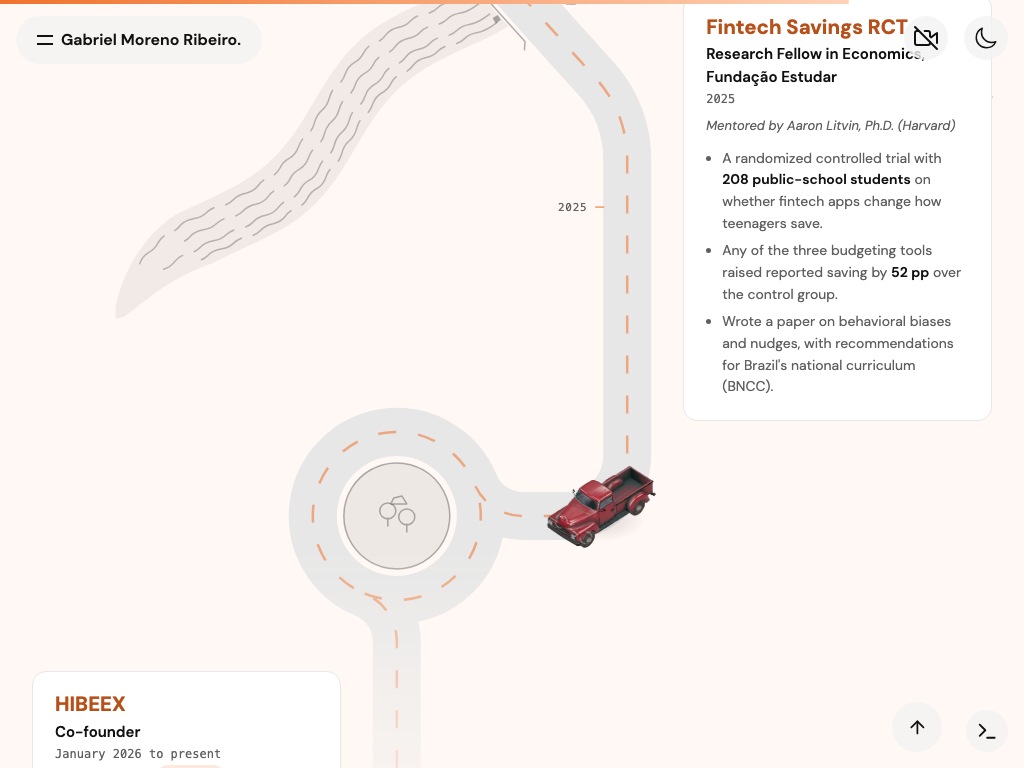 Gabriel Moreno Ribeiro.
Fintech Savings RCT
Research Fellow in Economics,
Fundação Estudar
2025
Mentored by Aaron Litvin, Ph.D. (Harvard)
A randomized controlled trial with
208 public-school students on
whether fintech apps change how
teenagers save.
Any of the three budgeting tools
raised reported saving by 52 pp over
the control group.
Wrote a paper on behavioral biases
and nudges, with recommendations
for Brazil's national curriculum
(BNCC).
2025
HIBEEX
Co-founder
January 2026 to present